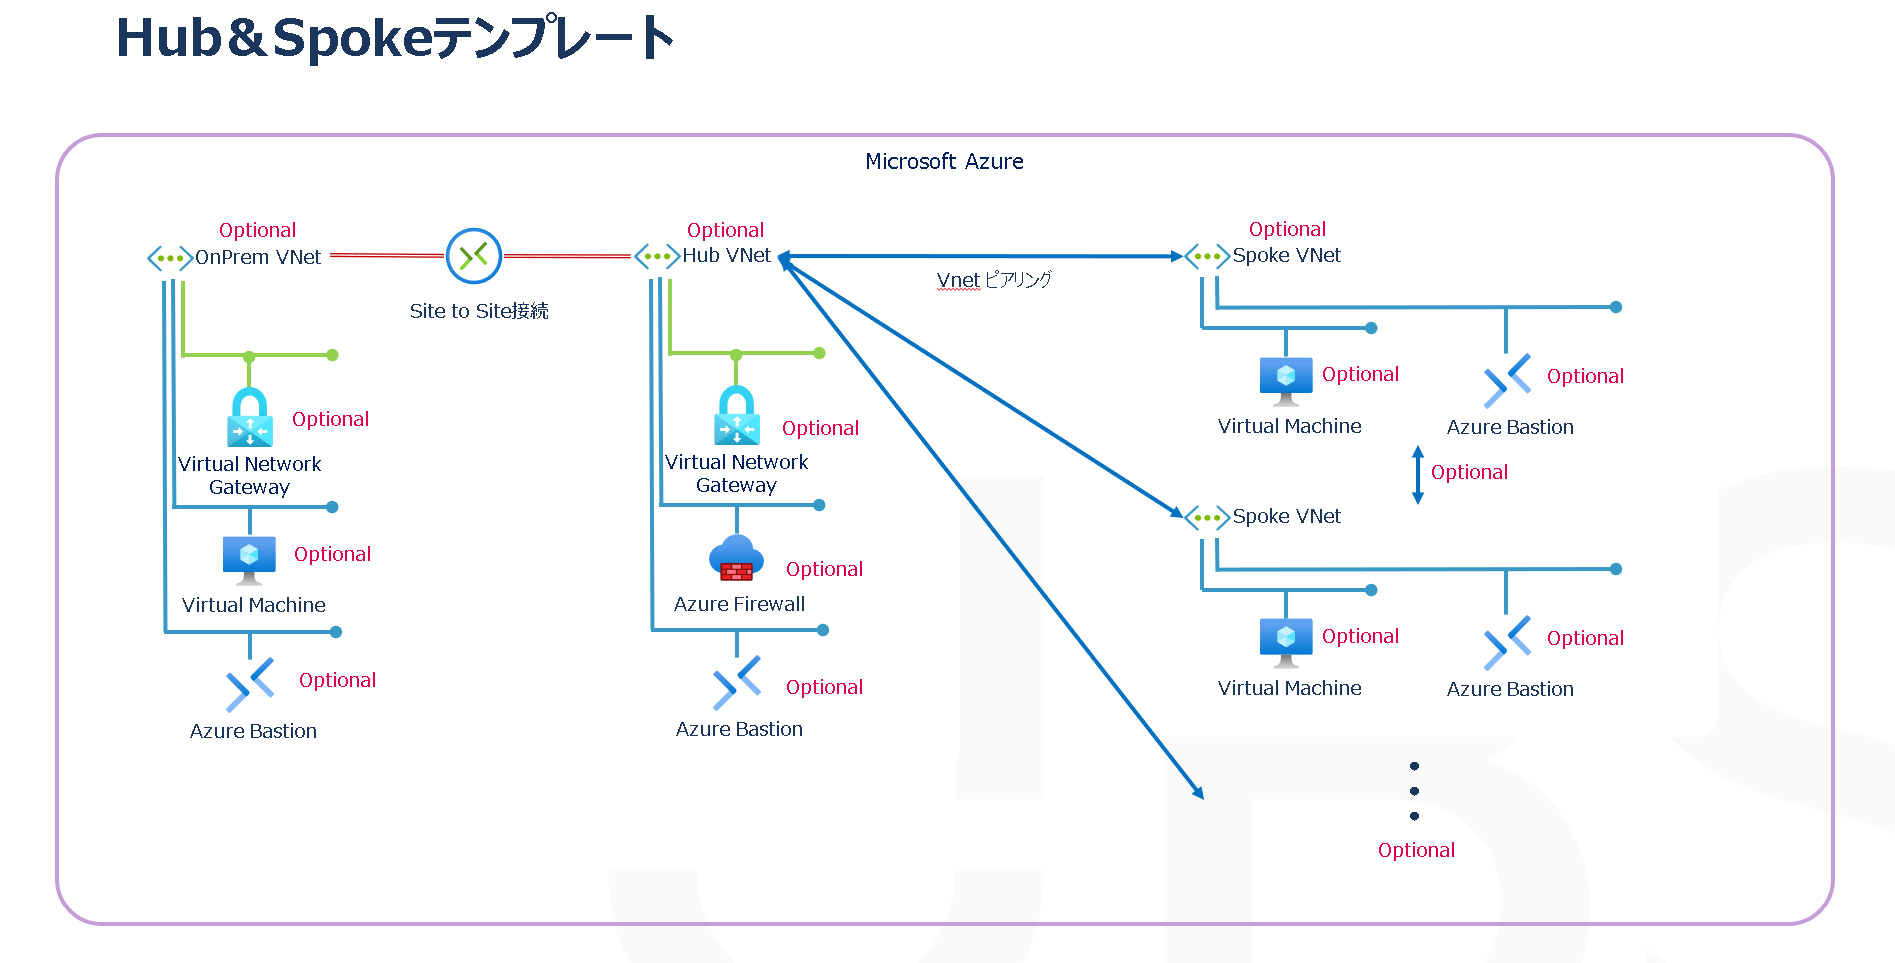 Hub＆Spokeテンプレート
Microsoft Azure
Optional
OnPrem VNet
Site to Site接続
Optional
Virtual Network
Gateway
Optional
Virtual Machine
Optional
Azure Bastion
Optional
Hub VNet
Vnet ピアリング
Optional
Virtual Network
Gateway
Optional
Azure Firewall
Optional
Azure Bastion
Optional
Spoke VNet
Optional
Virtual Machine
Optional
Azure Bastion
Optional
Spoke VNet
Optional
Virtual Machine
Optional
Azure Bastion
Optional